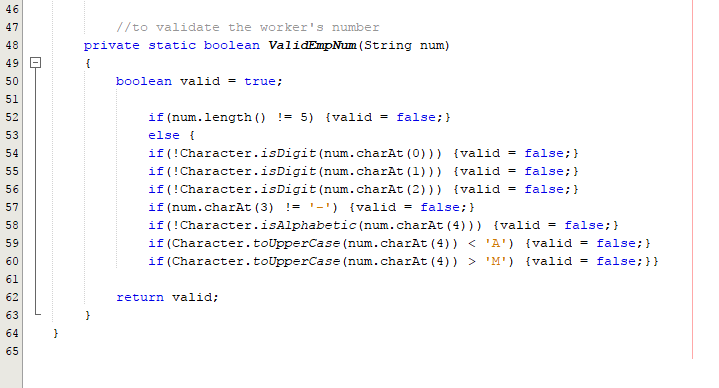 46
47 //to validate the worker's number
48 private static boolean ValidEmpNum(String num)
49 {
50 boolean valid = true;
51
52 if(num.length() != 5) {valid = false;}
53 else {
54 if(!Character.isDigit(num.charAt(0))) {valid = false;}
55 if(!Character.isDigit(num.charAt(1))) {valid = false;}
56 if(!Character.isDigit(num.charAt(2))) {valid = false;}
57 if(num.charAt(3) != '-') {valid = false;}
58 if(!Character.isAlphabetic(num.charAt(4))) {valid = false;}
59 if(Character.toUpperCase(num.charAt(4)) < 'A') {valid = false;}
60 if(Character.toUpperCase(num.charAt(4)) > 'M') {valid = false;}}
61
62 return valid;
63 }
64 }
65